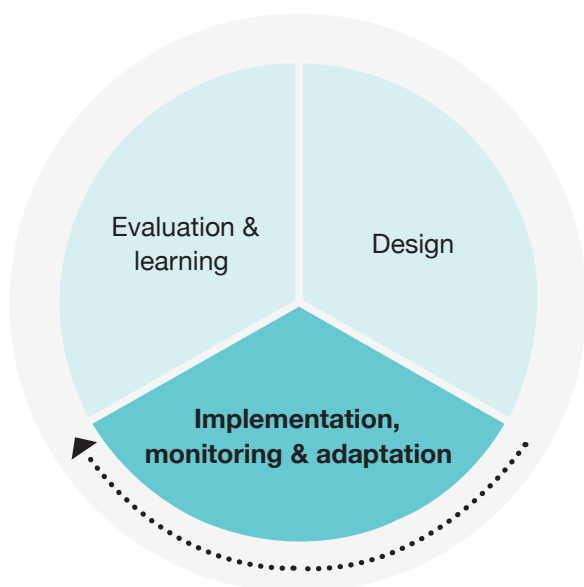 Evaluation &
learning
Design
Implementation,
monitoring & adaptation